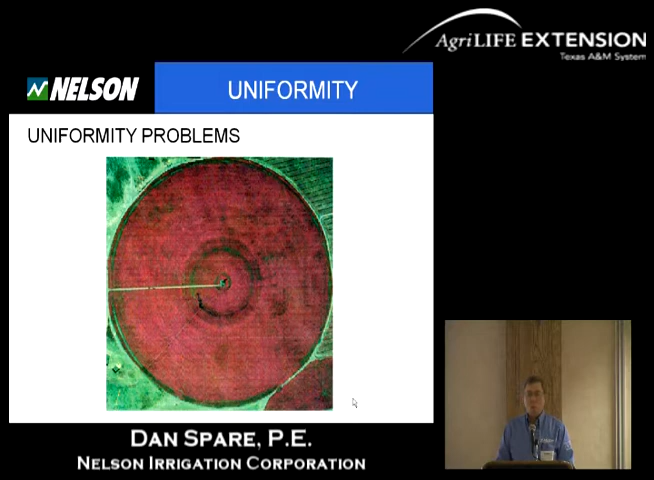 AgriLIFE EXTENSION
Texas A&M System
NELSON
UNIFORMITY
UNIFORMITY PROBLEMS
DAN SPARE, P.E.
NELSON IRRIGATION CORPORATION